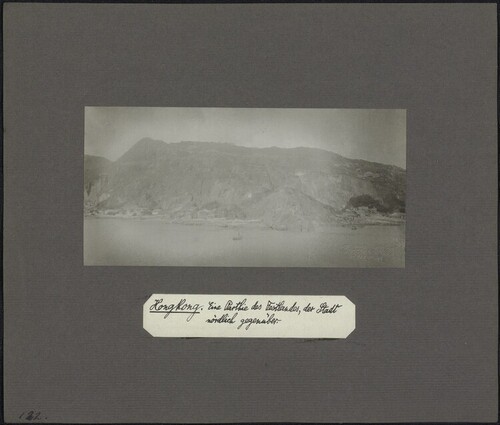 Hongkong. Eine Parthie des Festlandes, der Stadt
nördlich gegenüber.